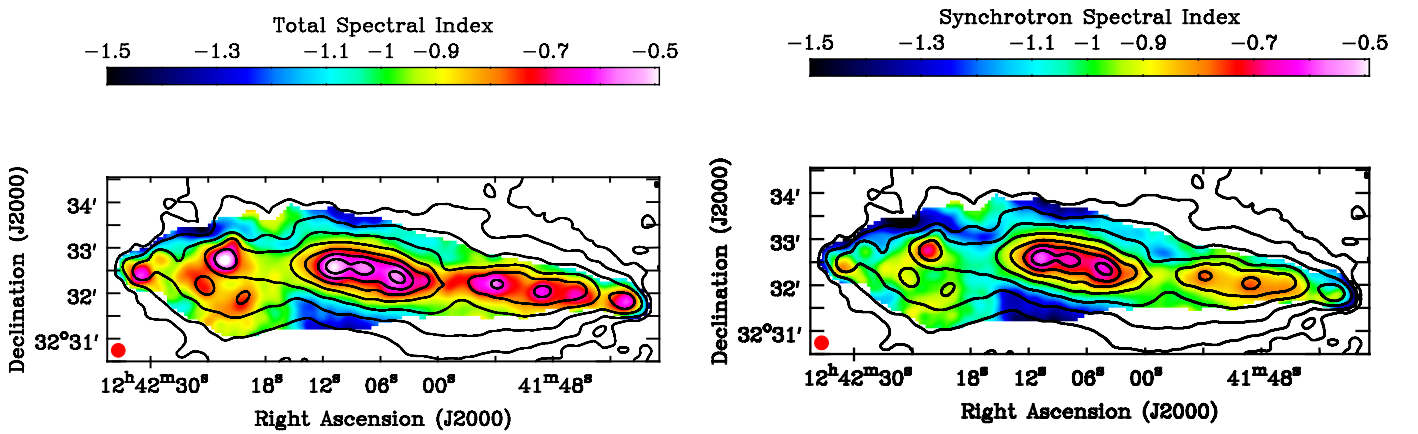 Total Spectral Index
−1.5 −1.3 −1.1 −1 −0.9 −0.7 −0.5
Declination (J2000)
34'
33'
32'
32°31'
12ʰ42ᵐ30ˢ 18ˢ 12ˢ 06ˢ 00ˢ 41ᵐ48ˢ
Right Ascension (J2000)
Synchrotron Spectral Index
−1.5 −1.3 −1.1 −1 −0.9 −0.7 −0.5
Declination (J2000)
34'
33'
32'
32°31'
12ʰ42ᵐ30ˢ 18ˢ 12ˢ 06ˢ 00ˢ 41ᵐ48ˢ
Right Ascension (J2000)